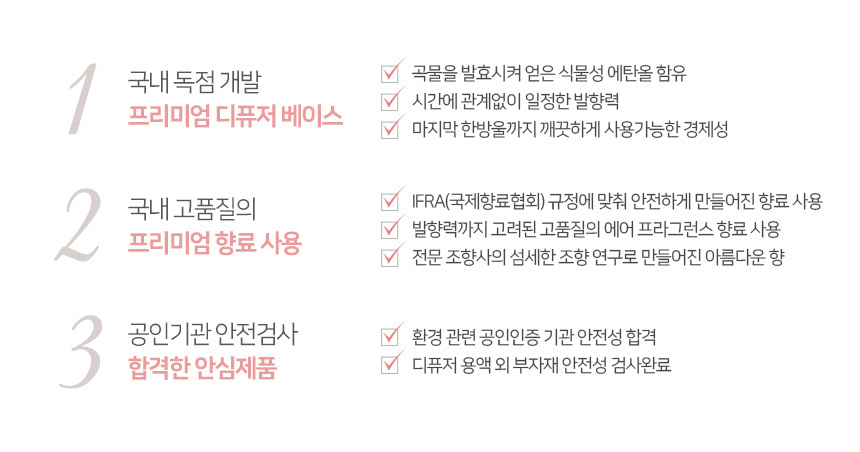 1
국내 독점 개발
프리미엄 디퓨저 베이스
곡물을 발효시켜 얻은 식물성 에탄올 함유
시간에 관계없이 일정한 발향력
마지막 한방울까지 깨끗하게 사용가능한 경제성
2
국내 고품질의
프리미엄 향료 사용
IFRA(국제향료협회) 규정에 맞춰 안전하게 만들어진 향료 사용
발향력까지 고려된 고품질의 에어 프라그런스 향료 사용
전문 조향사의 섬세한 조향 연구로 만들어진 아름다운 향
3
공인기관 안전검사
합격한 안심제품
환경 관련 공인인증 기관 안전성 합격
디퓨저 용액 외 부자재 안전성 검사완료